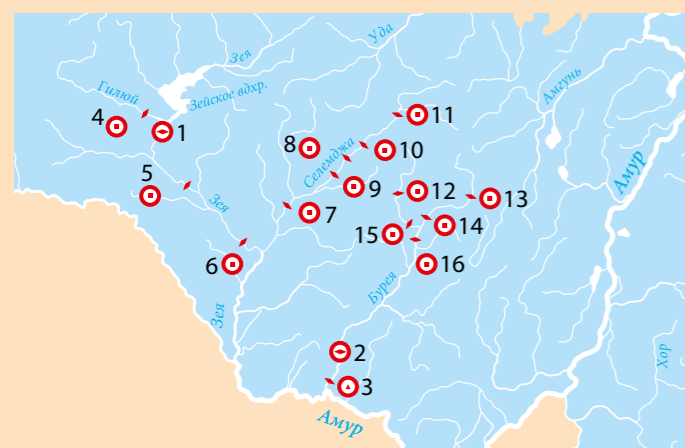 Уда
Зея
Гилюй
Зейское вдхр.
Амгунь
4
1
11
8
10
Селемджа
5
9
12
13
Амур
Зея
7
14
15
6
16
Бурея
Зея
2
Хор
3
Амур